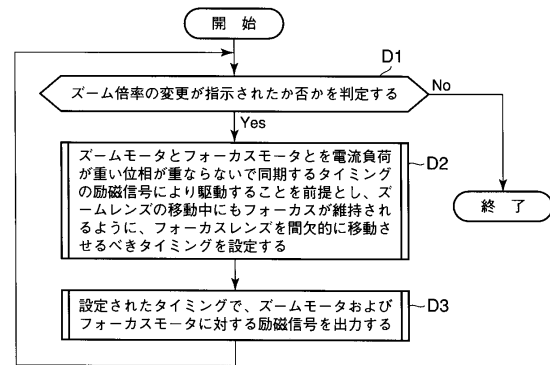 開 始
D1
ズーム倍率の変更が指示されたか否かを判定する
No
Yes
ズームモータとフォーカスモータとを電流負荷
が重い位相が重ならないで同期するタイミング
の励磁信号により駆動することを前提とし、ズ
ームレンズの移動中にもフォーカスが維持され
るように、フォーカスレンズを間欠的に移動さ
せるべきタイミングを設定する
D2
終 了
設定されたタイミングで、ズームモータおよび
フォーカスモータに対する励磁信号を出力する
D3